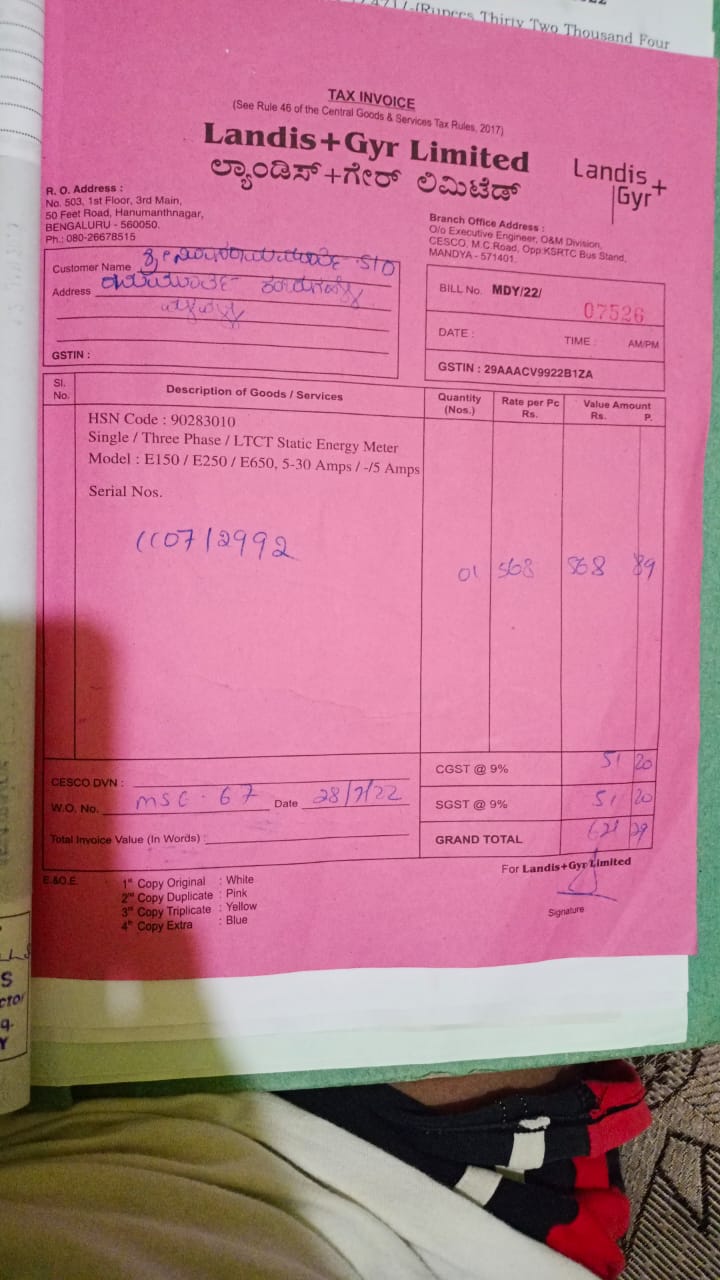 (Rupees Thirty Two Thousand Four
TAX INVOICE
(See Rule 46 of the Central Goods & Services Tax Rules, 2017)
Landis+Gyr Limited
ಲ್ಯಾಂಡಿಸ್+ಗೇರ್ ಲಿಮಿಟೆಡ್
Landis
Gyr+
R. O. Address :
No. 503, 1st Floor, 3rd Main,
50 Feet Road, Hanumanthnagar,
BENGALURU - 560050.
Ph.: 080-26678515
Branch Office Address :
O/o Executive Engineer, O&M Division,
CESCO, M.C.Road, Opp.KSRTC Bus Stand,
MANDYA - 571401.
Customer Name S/O
Address
GSTIN :
BILL No. MDY/22/ 07526
DATE : TIME : AM/PM
GSTIN : 29AAACV9922B1ZA
Sl. No. Description of Goods / Services Quantity (Nos.) Rate per Pc Rs. Value Amount Rs. P.
HSN Code : 90283010
Single / Three Phase / LTCT Static Energy Meter
Model : E150 / E250 / E650, 5-30 Amps / -/5 Amps
Serial Nos.
01 568 568 89
CESCO DVN :
W.O. No. MSC-67 Date 28/7/22
Total Invoice Value (In Words) :
CGST @ 9% 51 20
SGST @ 9% 51 20
GRAND TOTAL 29
E.&O.E.
1st Copy Original : White
2nd Copy Duplicate : Pink
3rd Copy Triplicate : Yellow
4th Copy Extra : Blue
For Landis+Gyr Limited
Signature